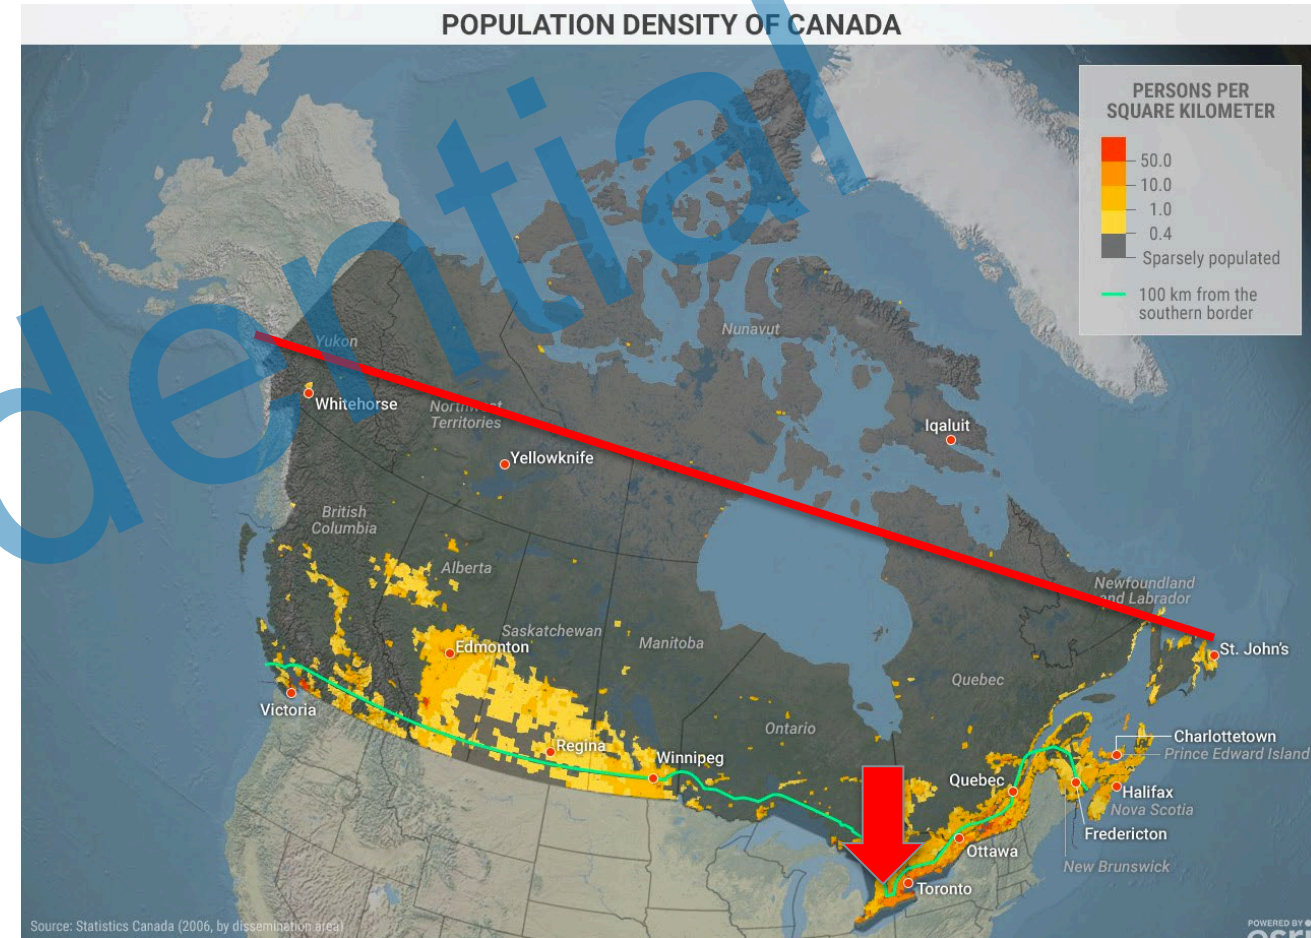 POPULATION DENSITY OF CANADA
PERSONS PER
SQUARE KILOMETER
50.0
10.0
1.0
0.4
Sparsely populated
100 km from the
southern border
dential
Yukon
Nunavut
Whitehorse
Northwest
Territories
Iqaluit
Yellowknife
British
Columbia
Alberta
Newfoundland
and Labrador
Saskatchewan
Manitoba
Edmonton
St. John's
Quebec
Victoria
Ontario
Charlottetown
Prince Edward Island
Regina
Winnipeg
Quebec
Halifax
Nova Scotia
Fredericton
Ottawa
New Brunswick
Toronto
Source: Statistics Canada (2006, by dissemination area)
POWERED BY
esri